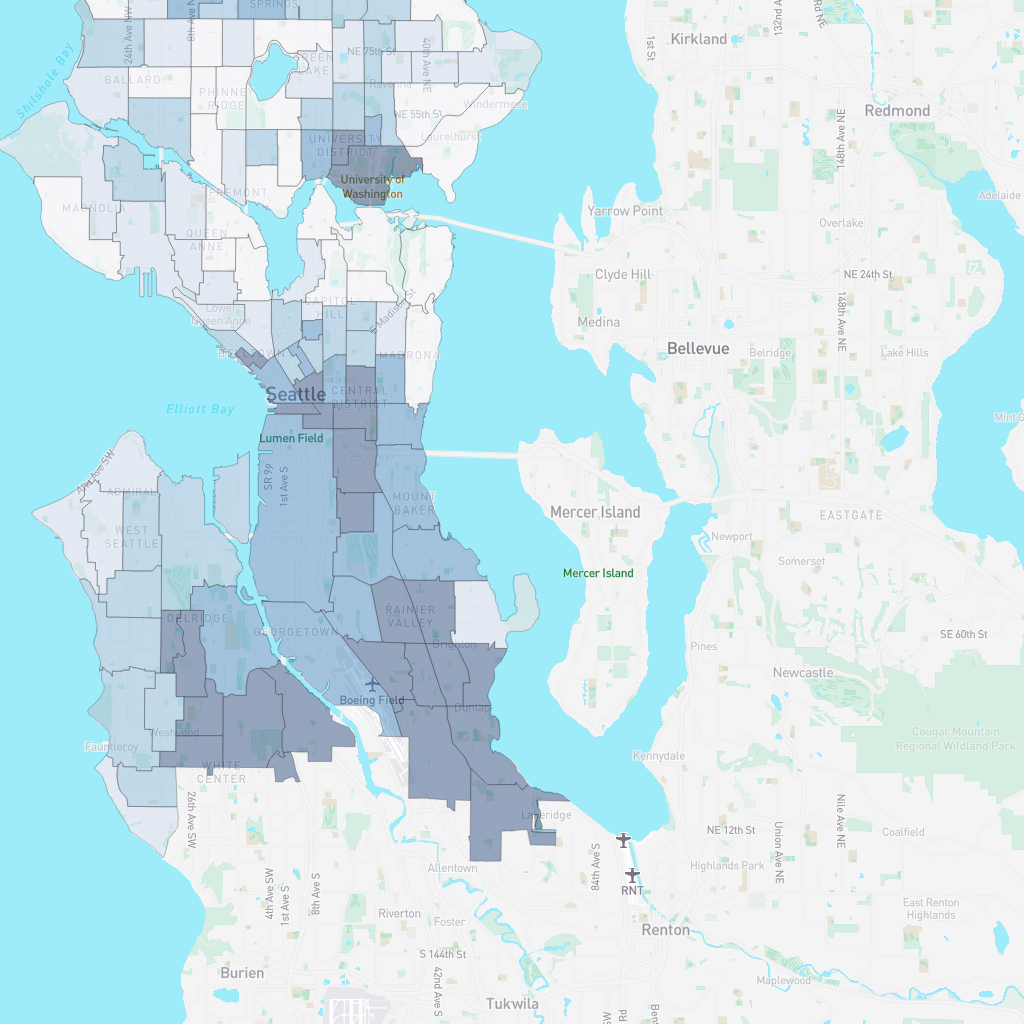 SPRINGS
24th Ave NW
8th Ave NW
132nd A
RD NE
Kirkland
1st St
NE 75th St
40th Ave NE
GREEN
LAKE
Ravenna
Shilshole Bay
BALLARD
PHINNEY
RIDGE
Windermere
NE 55th St
Laurelhurst
Redmond
148th Ave NE
UNIVERSITY
DISTRICT
University of
Washington
FREMONT
MAGNOLIA
QUEEN
ANNE
Yarrow Point
Adelaide
Overlake
Clyde Hill
NE 24th St
CAPITOL
HILL
E Madison St
Lower
Queen Anne
Medina
148th Ave NE
BELLTOWN
MADRONA
Bellevue
Belridge
Lake Hills
Seattle
CENTRAL
DISTRICT
Elliott Bay
Mint G
Lumen Field
Alki Ave SW
SR 99
1st Ave S
ADMIRAL
MOUNT
BAKER
Mercer Island
EASTGATE
WEST
SEATTLE
Newport
Somerset
Mercer Island
RAINIER
VALLEY
DELRIDGE
GEORGETOWN
Brighton
Pines
SE 60th St
Newcastle
Boeing Field
Dunlap
Westwood
Fauntleroy
Cougar Mountain
Regional Wildland Park
Kennydale
WHITE
CENTER
26th Ave SW
Lakeridge
NE 12th St
Union Ave NE
Nile Ave NE
Coalfield
84th Ave S
Allentown
Highlands Park
4th Ave SW
1st Ave S
8th Ave S
RNT
East Renton
Highlands
Riverton
Foster
Renton
S 144th St
Burien
42nd Ave S
Maplewood
Tukwila